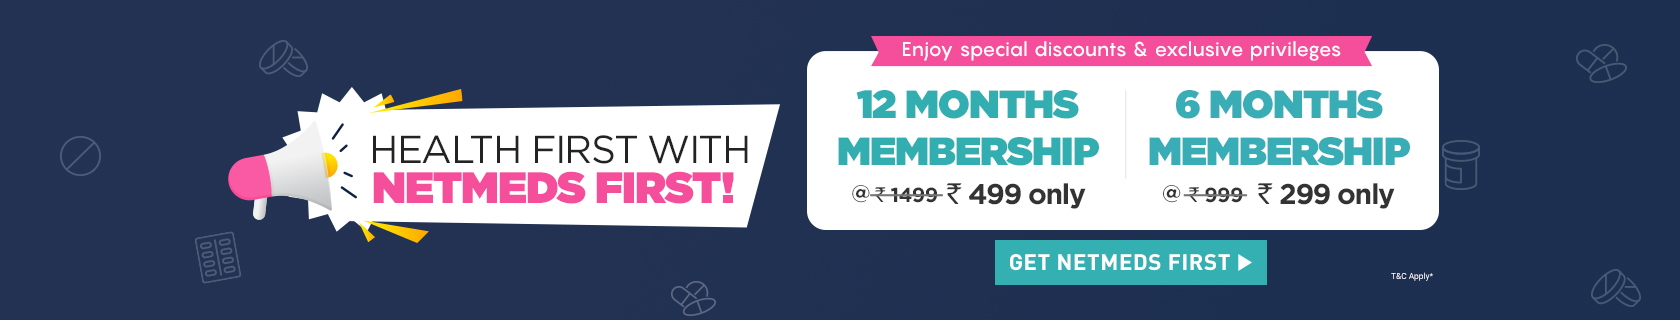 HEALTH FIRST WITH
NETMEDS FIRST!
Enjoy special discounts & exclusive privileges
12 MONTHS
MEMBERSHIP
@ ₹ 1499 ₹ 499 only
6 MONTHS
MEMBERSHIP
@ ₹ 999 ₹ 299 only
GET NETMEDS FIRST
T&C Apply*